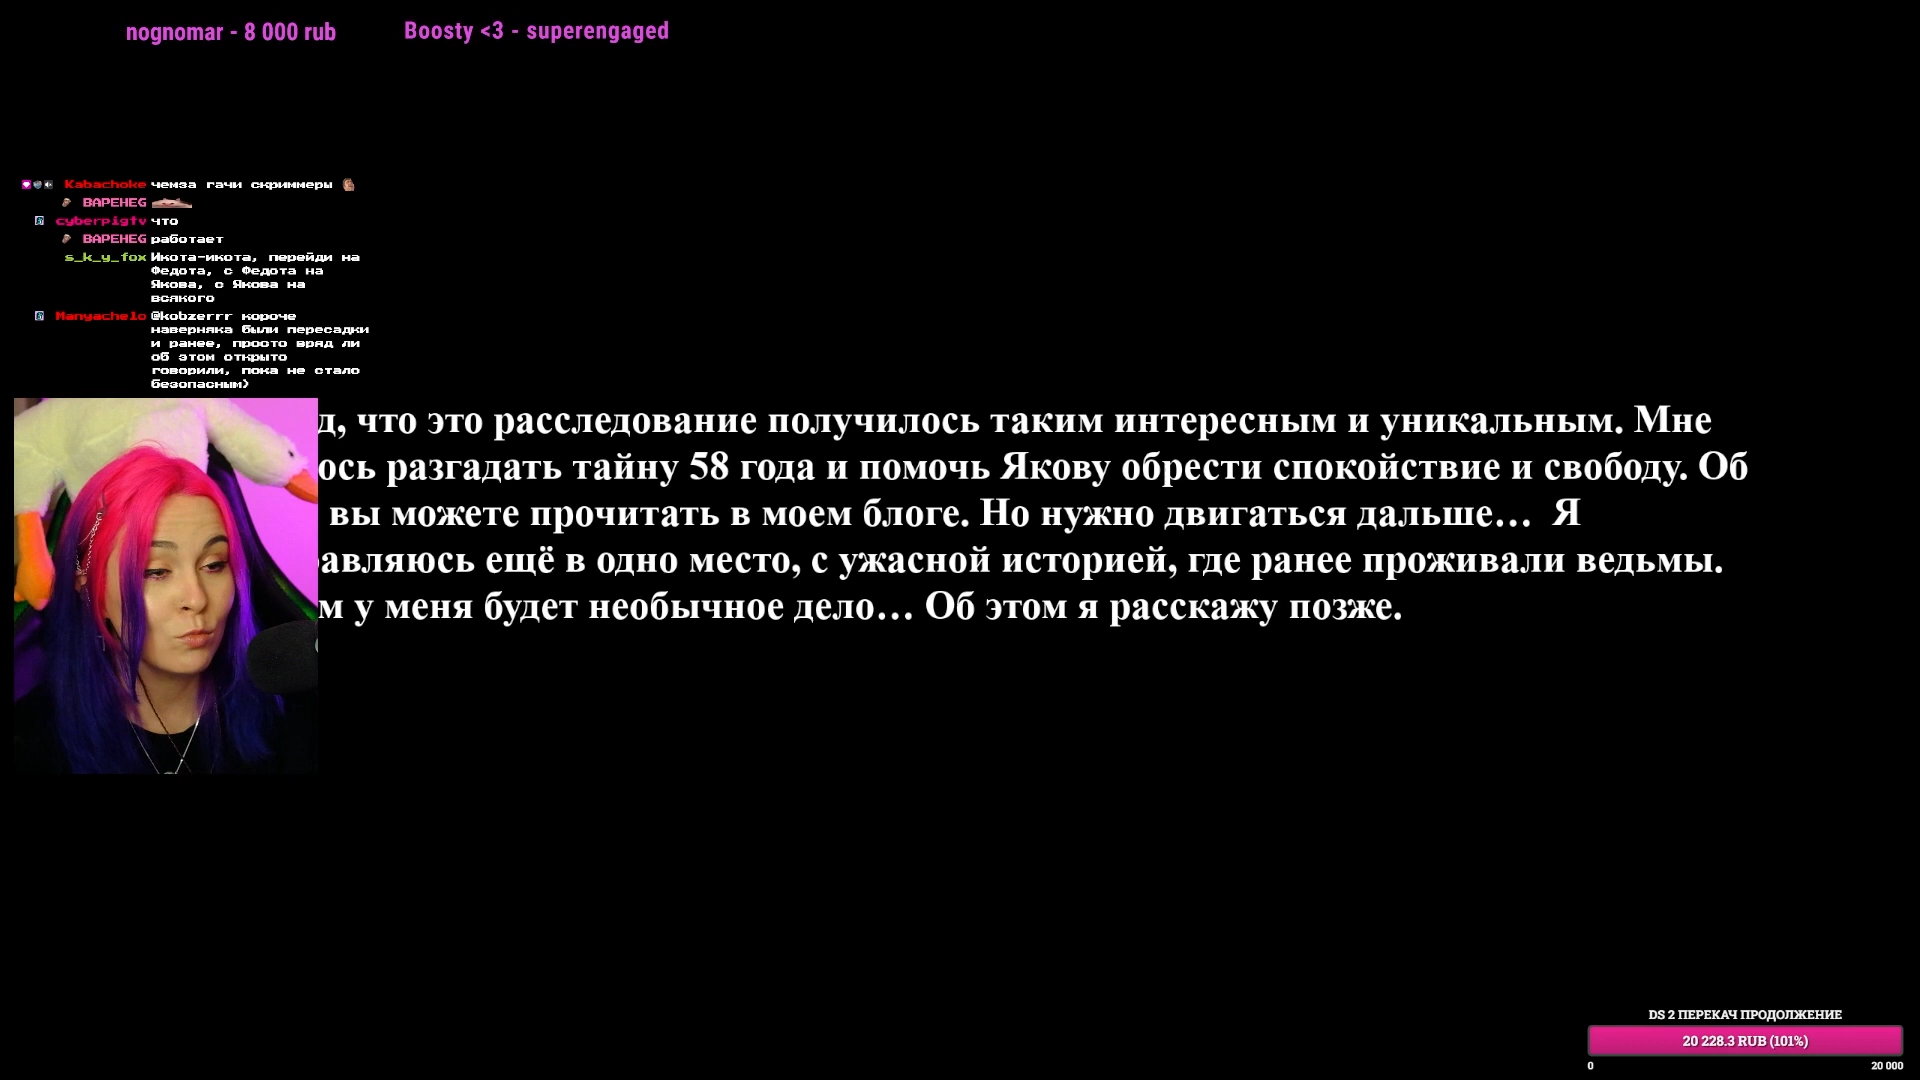 nognomar - 8 000 rub
Boosty <3 - superengaged
Kabachoke чемза гачи скриммеры
BAPEHEG
cyberpigtv что
BAPEHEG работает
s_k_y_fox Икота-икота, перейди на
Федота, с Федота на
Якова, с Якова на
всякого
Manyachelo @kobzerrr короче
наверняка были пересадки
и ранее, просто вряд ли
об этом открыто
говорили, пока не стало
безопасным)
д, что это расследование получилось таким интересным и уникальным. Мне
ось разгадать тайну 58 года и помочь Якову обрести спокойствие и свободу. Об
вы можете прочитать в моем блоге. Но нужно двигаться дальше… Я
авляюсь ещё в одно место, с ужасной историей, где ранее проживали ведьмы.
м у меня будет необычное дело… Об этом я расскажу позже.
DS 2 ПЕРЕКАЧ ПРОДОЛЖЕНИЕ
20 228.3 RUB (101%)
0 20 000